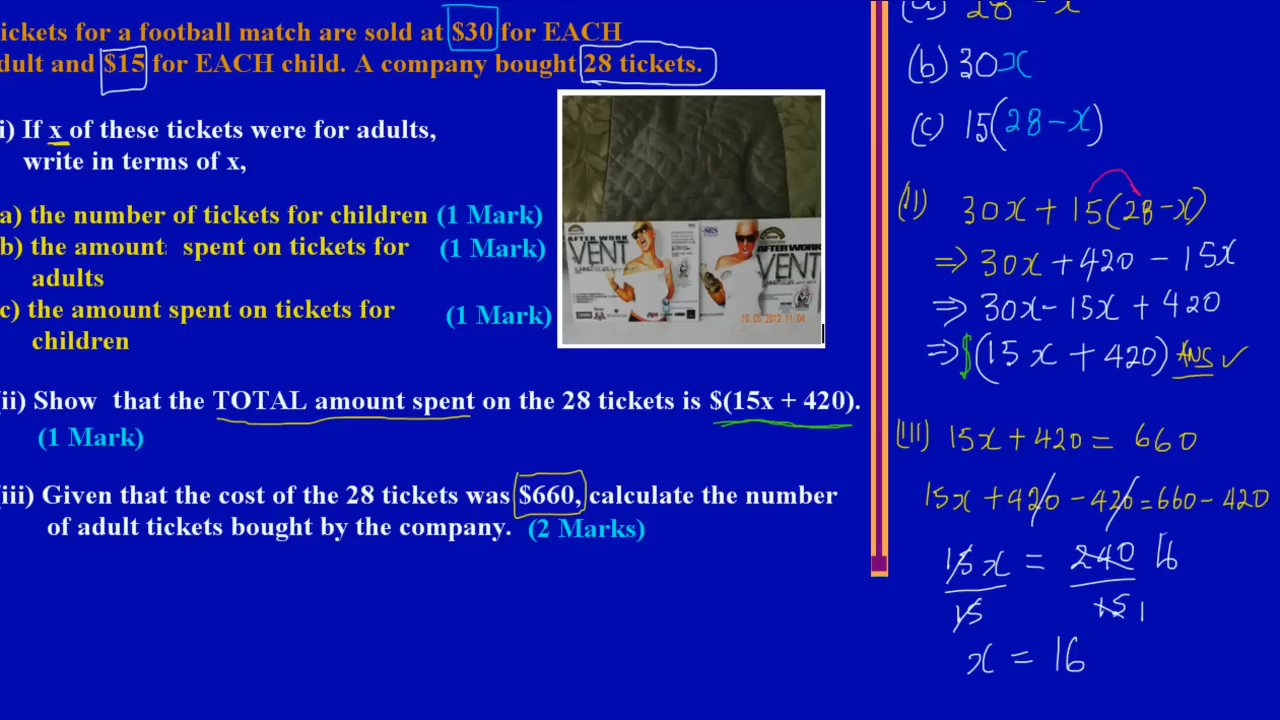 ickets for a football match are sold at $30 for EACH
dult and $15 for EACH child. A company bought 28 tickets.
i) If x of these tickets were for adults,
write in terms of x,
a) the number of tickets for children (1 Mark)
b) the amount spent on tickets for (1 Mark)
adults
c) the amount spent on tickets for (1 Mark)
children
AFTER WORK
VENT
AFTER WORK
VENT
10.05.2012 11:04
(ii) Show that the TOTAL amount spent on the 28 tickets is $(15x + 420).
(1 Mark)
(iii) Given that the cost of the 28 tickets was $660, calculate the number
of adult tickets bought by the company. (2 Marks)
(a) 28 - x
(b) 30x
(c) 15(28 - x)
(II) 30x + 15(28 - x)
⇒ 30x + 420 - 15x
⇒ 30x - 15x + 420
⇒ $(15x + 420) ANS ✓
(III) 15x + 420 = 660
15x + 420 - 420 = 660 - 420
15x = 240 16
15 15 1
x = 16